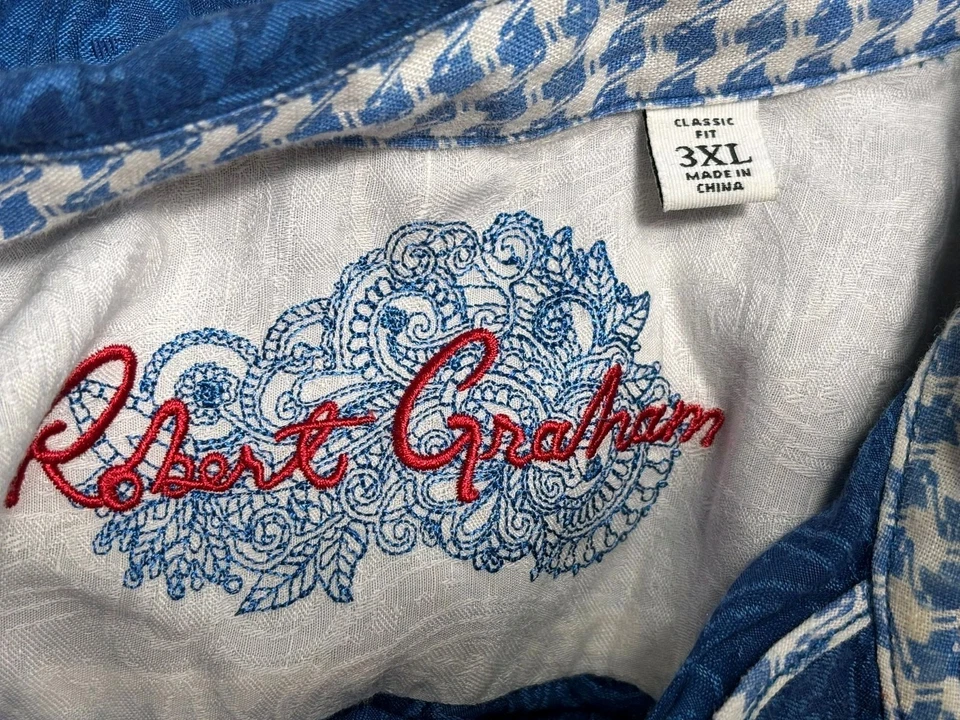 CLASSIC
FIT
3XL
MADE IN
CHINA
Robert Graham